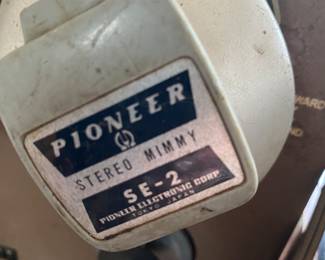 PIONEER
STEREO MIMMY
SE-2
PIONEER ELECTRONIC CORP
TOKYO JAPAN